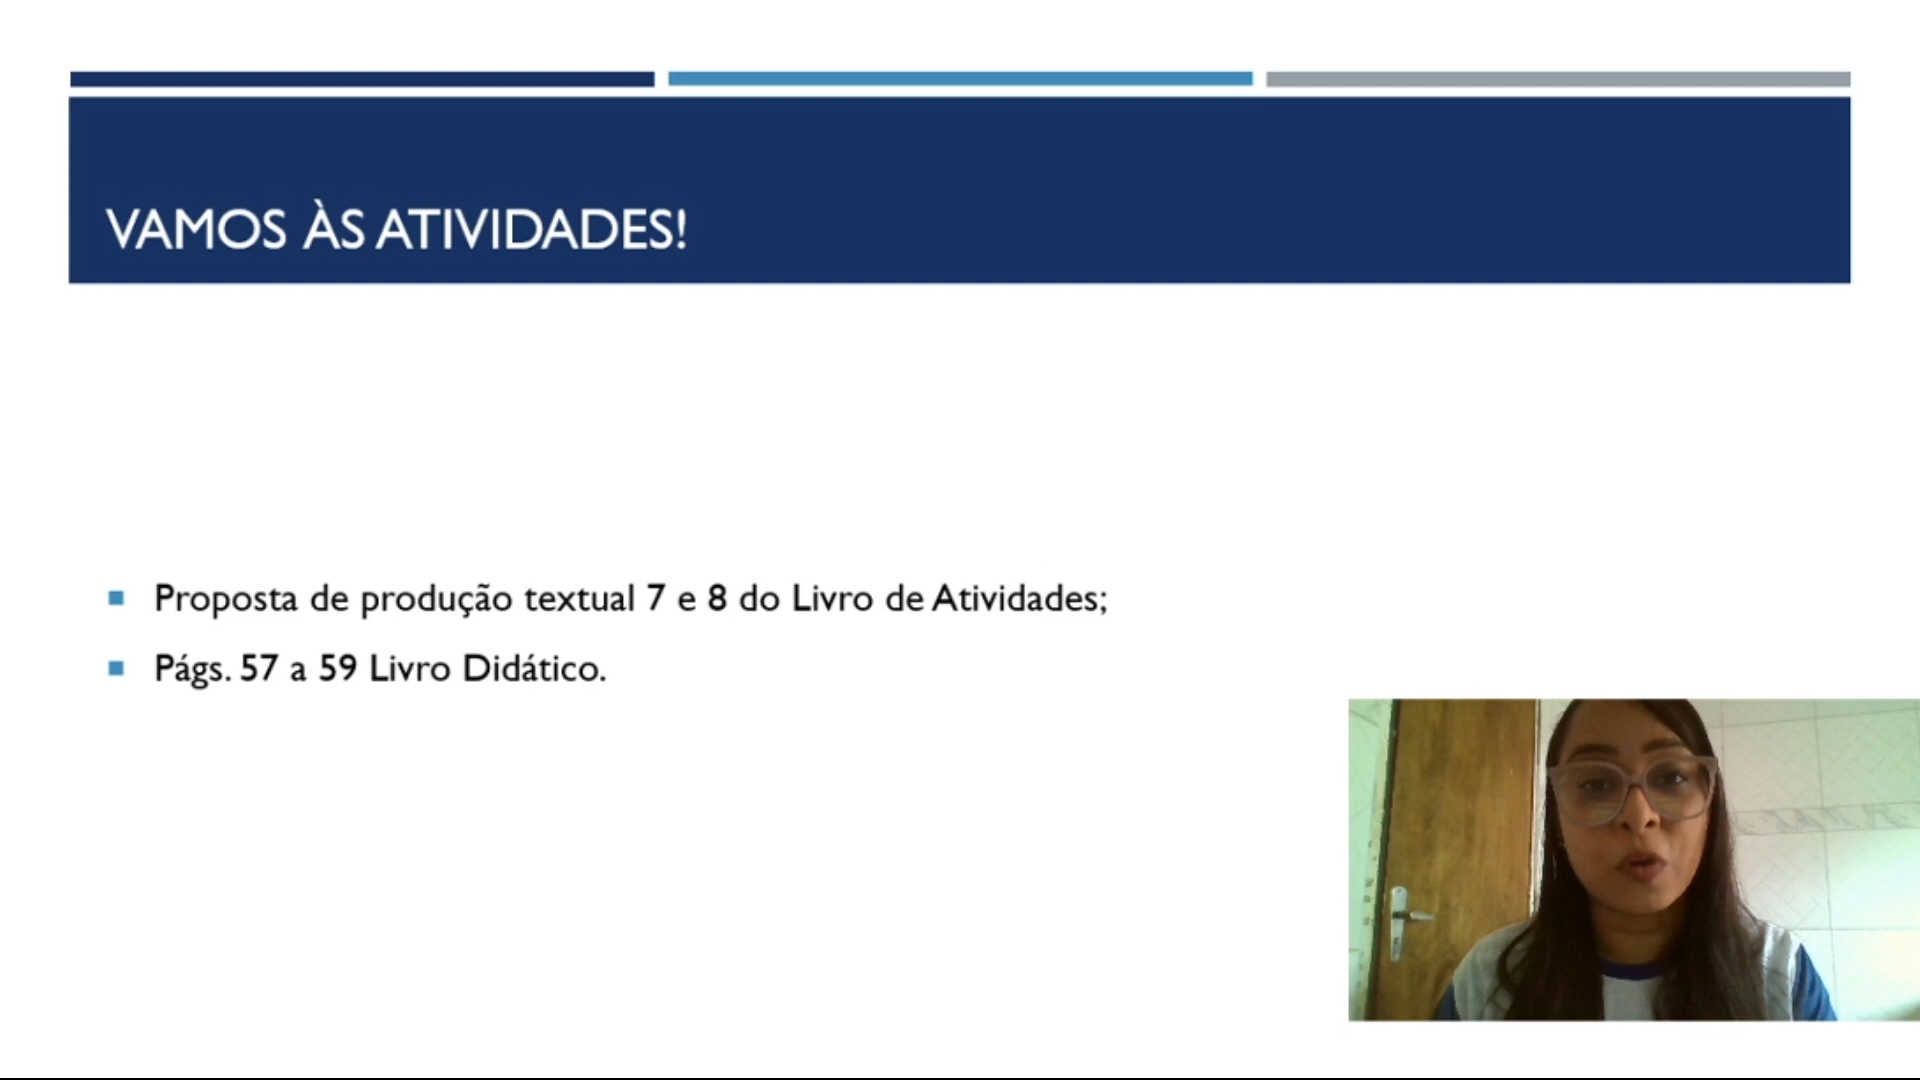 VAMOS ÀS ATIVIDADES!
Proposta de produção textual 7 e 8 do Livro de Atividades;
Págs. 57 a 59 Livro Didático.